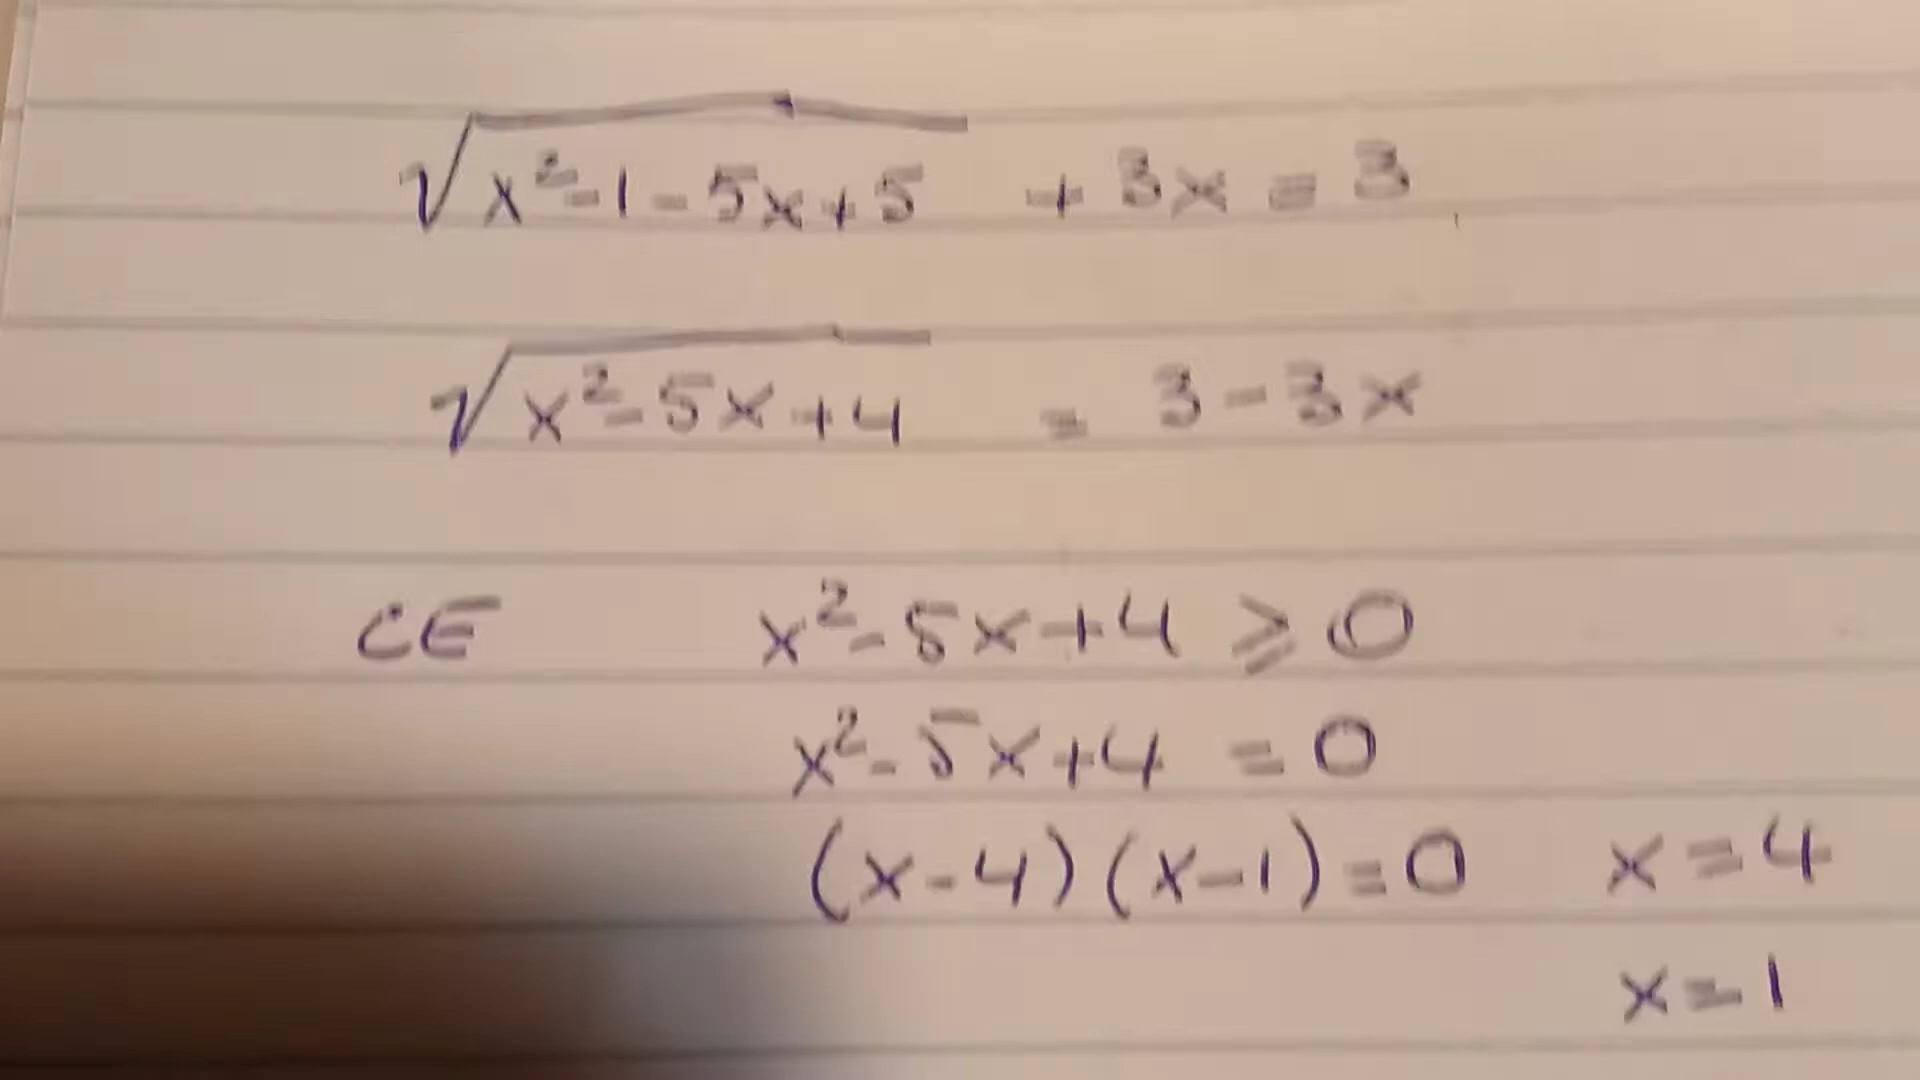 √(x²-1-5x+5) + 3x = 3
√(x²-5x+4) = 3-3x
CE x²-5x+4 ⩾ 0
x²-5x+4 = 0
(x-4)(x-1)=0 x=4
x=1